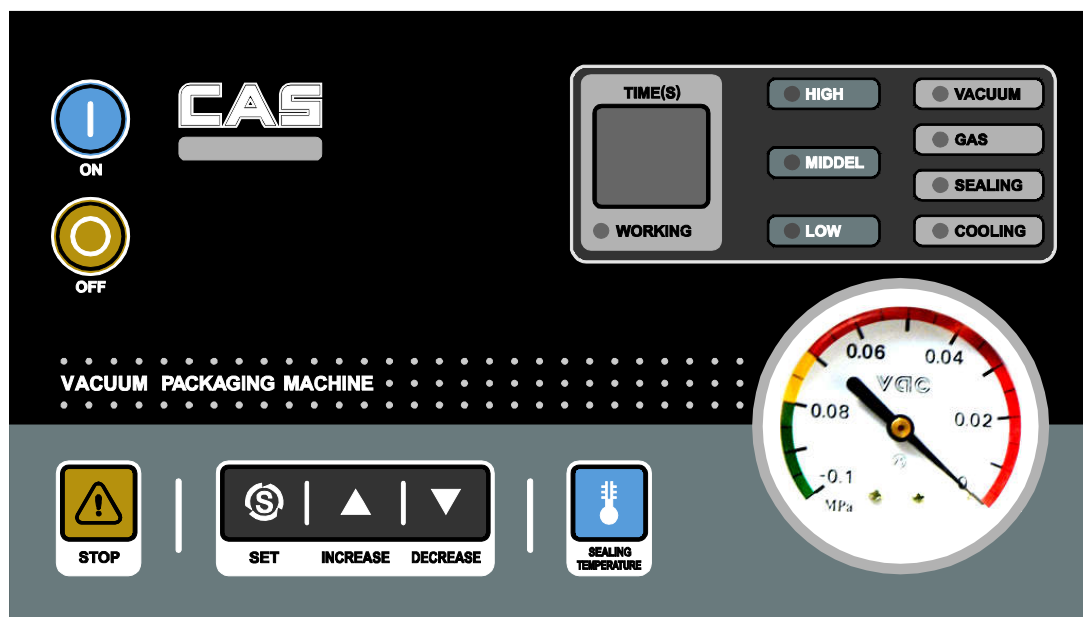 CAS
ON
OFF
TIME(S)
WORKING
HIGH
MIDDEL
LOW
VACUUM
GAS
SEALING
COOLING
VACUUM PACKAGING MACHINE
0.06
0.04
vac
0.08
0.02
-0.1
0
MPa
STOP
S
SET
INCREASE
DECREASE
SEALING
TEMPERATURE